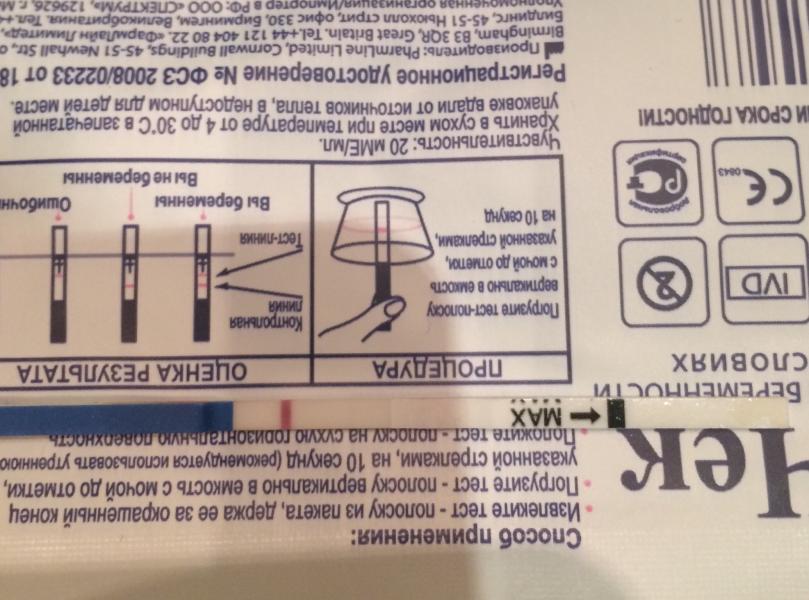 Способ применения:
Извлеките тест - полоску из пакета, держа ее за окрашенный конец
Погрузите тест - полоску вертикально в емкость с мочой до отметки,
указанной стрелками, на 10 секунд (рекомендуется использовать утреннюю
Положите тест - полоску на сухую горизонтальную поверхность
Чек
MAX
БЕРЕМЕННОСТИ
СЛОВИЯХ
IVD
2
0843
РС
добровольная
сертификация
И СРОКА ГОДНОСТИ!
ПРОЦЕДУРА
ОЦЕНКА РЕЗУЛЬТАТА
Погрузите тест-полоску
вертикально в емкость
с мочой до отметки,
указанной стрелками,
на 10 секунд
Контрольная
линия
Тест-линия
Вы беременны
Вы не беременны
Ошибочн
Чувствительность: 20 мМЕ/мл.
Хранить в сухом месте при температуре от 4 до 30°С в запечатанной
упаковке вдали от источников тепла, в недоступном для детей месте.
Регистрационное удостоверение № ФСЗ 2008/02233 от 18
Производитель: PharmLine Limited, Cornwall Buildings, 45-51 Newhall Str., o
Birmingham, B3 3QR, Great Britain, Tel.++44 121 404 80 22. «Фармлайн Лимитед»,
Билдингс, 45-51 Ньюхолл стрит, офис 330, Бирмингем, Великобритания. Тел.++
Уполномоченная организация/Импортер в РФ: ООО «СПЕКТРУМ», 129626, г. М